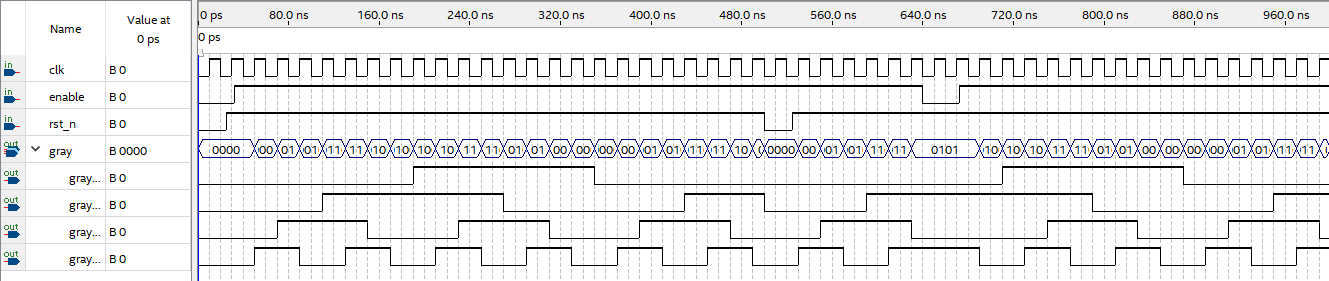 Name
Value at
0 ps
0 ps 80.0 ns 160.0 ns 240.0 ns 320.0 ns 400.0 ns 480.0 ns 560.0 ns 640.0 ns 720.0 ns 800.0 ns 880.0 ns 960.0 ns
0 ps
in clk B 0
in enable B 0
in rst_n B 0
out gray B 0000 0000 00 01 01 11 11 10 10 10 10 11 11 01 01 00 00 00 00 01 01 11 11 10 0000 00 01 01 11 11 0101 10 10 10 11 11 01 01 00 00 00 00 01 01 11 11
out gray... B 0
out gray... B 0
out gray... B 0
out gray... B 0